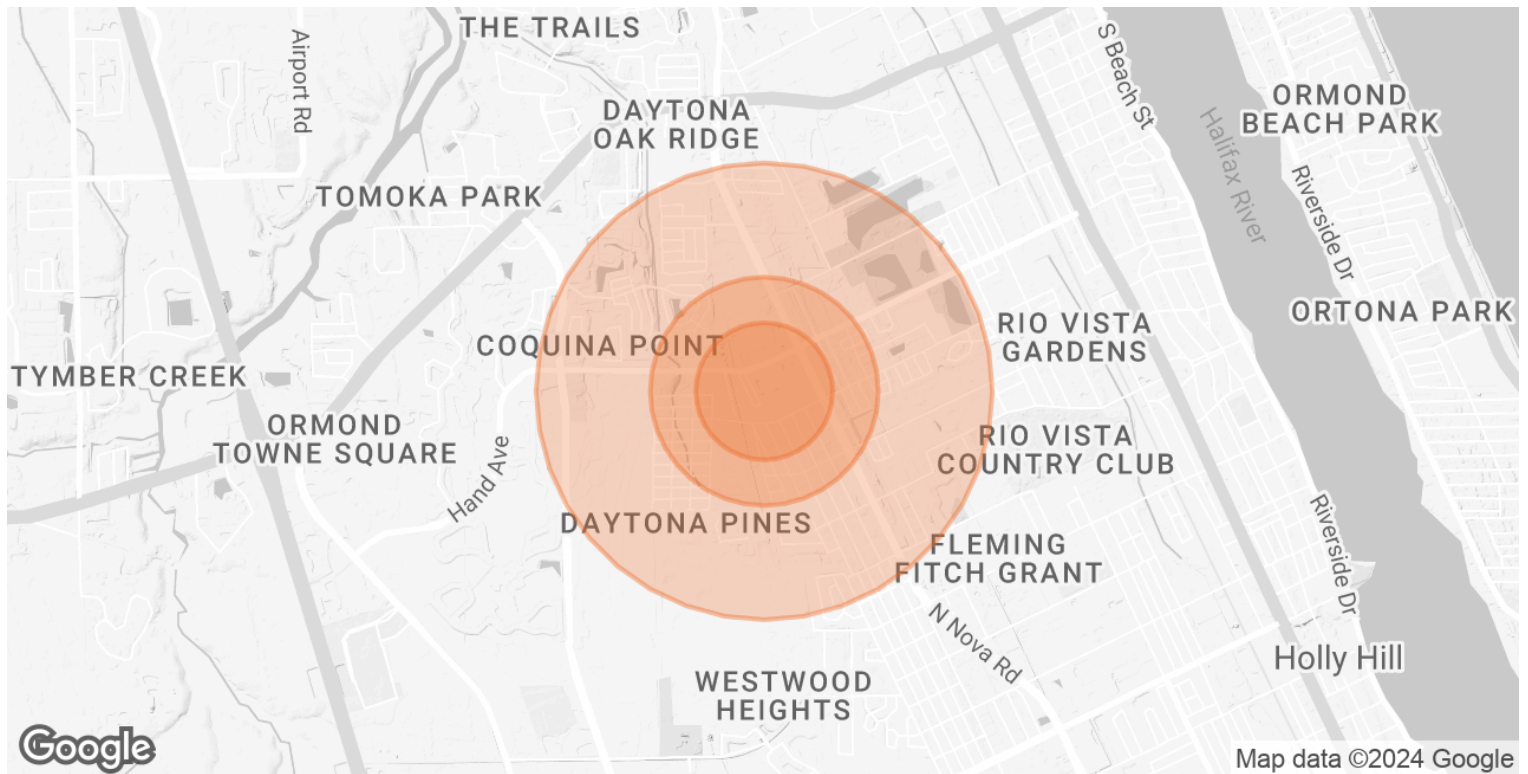 THE TRAILS
Airport Rd
S Beach St
DAYTONA
OAK RIDGE
ORMOND
BEACH PARK
Halifax River
Riverside Dr
TOMOKA PARK
ORTONA PARK
RIO VISTA
GARDENS
COQUINA POINT
TYMBER CREEK
ORMOND
TOWNE SQUARE
RIO VISTA
COUNTRY CLUB
Hand Ave
DAYTONA PINES
FLEMING
FITCH GRANT
Riverside Dr
N Nova Rd
Holly Hill
WESTWOOD
HEIGHTS
Google
Map data ©2024 Google